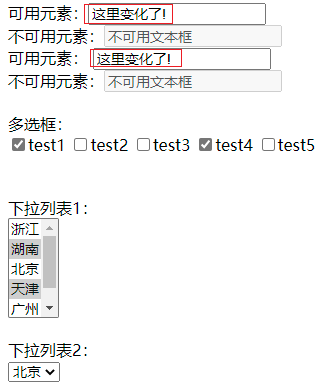 可用元素：这里变化了!
不可用元素：不可用文本框
可用元素：这里变化了!
不可用元素：不可用文本框
多选框：
test1 test2 test3 test4 test5
下拉列表1：
浙江
湖南
北京
天津
广州
下拉列表2：
北京